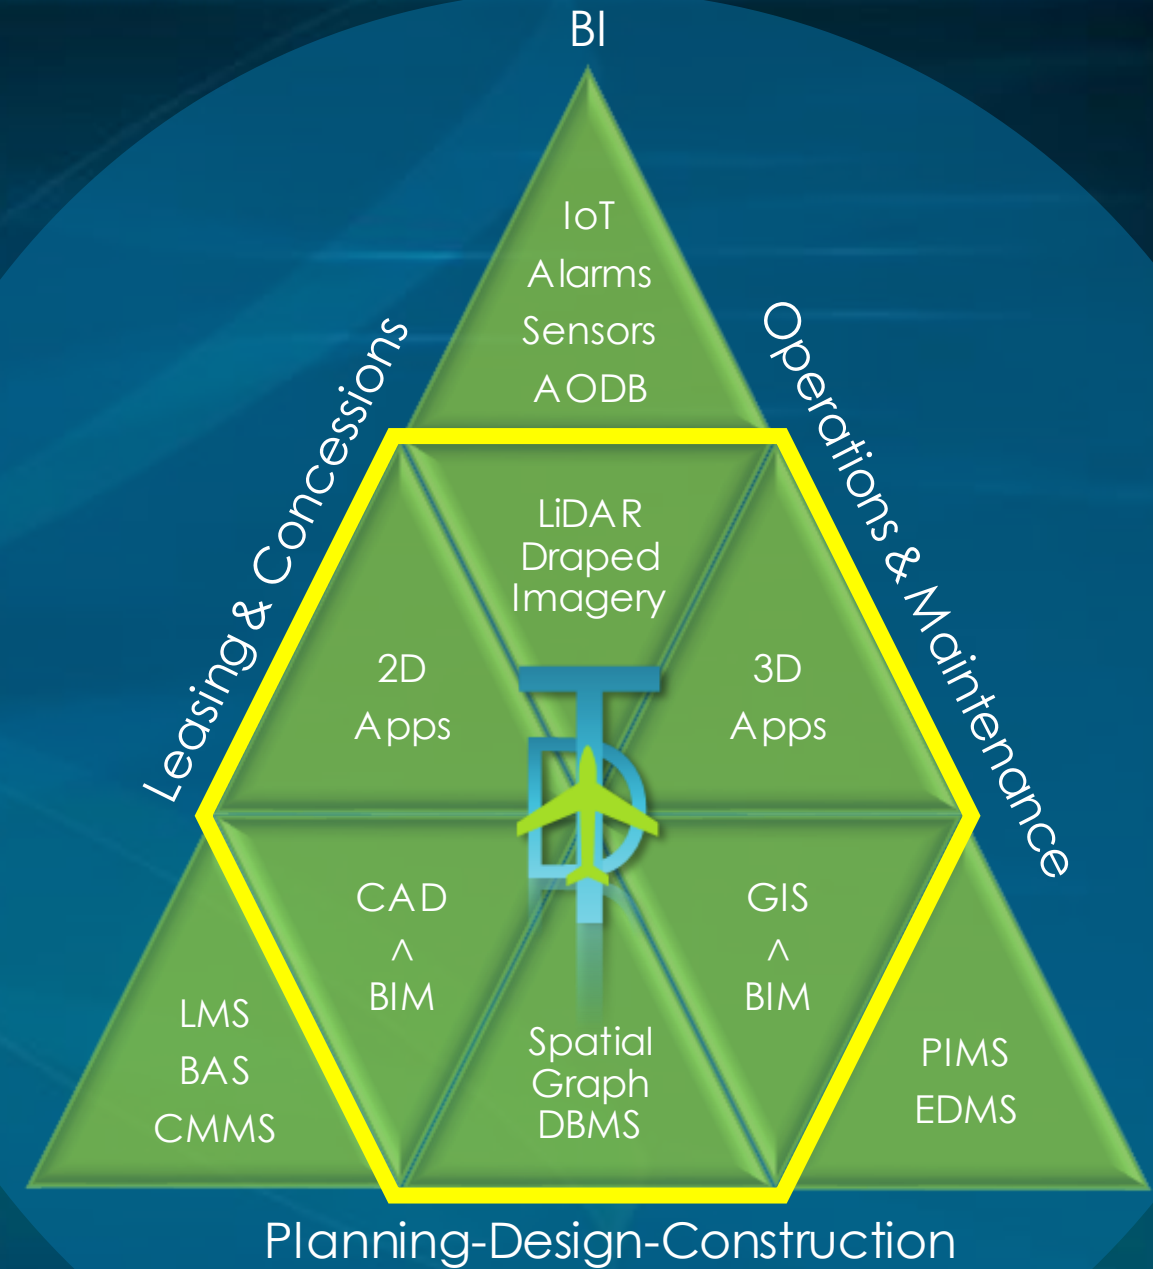 BI
IoT
Alarms
Sensors
AODB
Leasing & Concessions
Operations & Maintenance
LiDAR
Draped
Imagery
2D
Apps
3D
Apps
DT
CAD
^
BIM
GIS
^
BIM
LMS
BAS
CMMS
Spatial
Graph
DBMS
PIMS
EDMS
Planning-Design-Construction